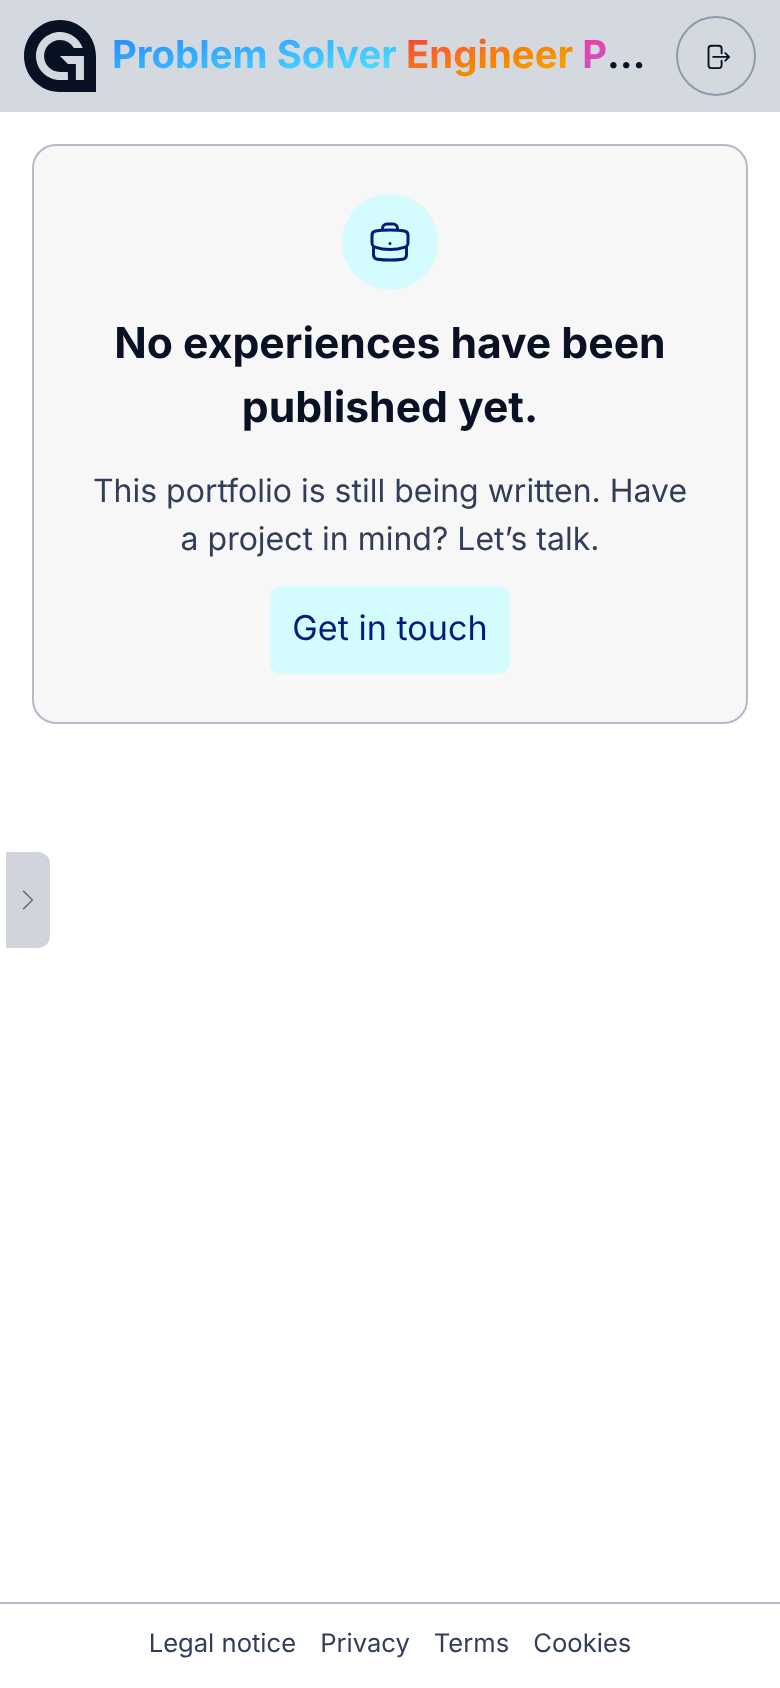 Problem Solver Engineer P...
No experiences have been
published yet.
This portfolio is still being written. Have
a project in mind? Let’s talk.
Get in touch
Legal notice Privacy Terms Cookies